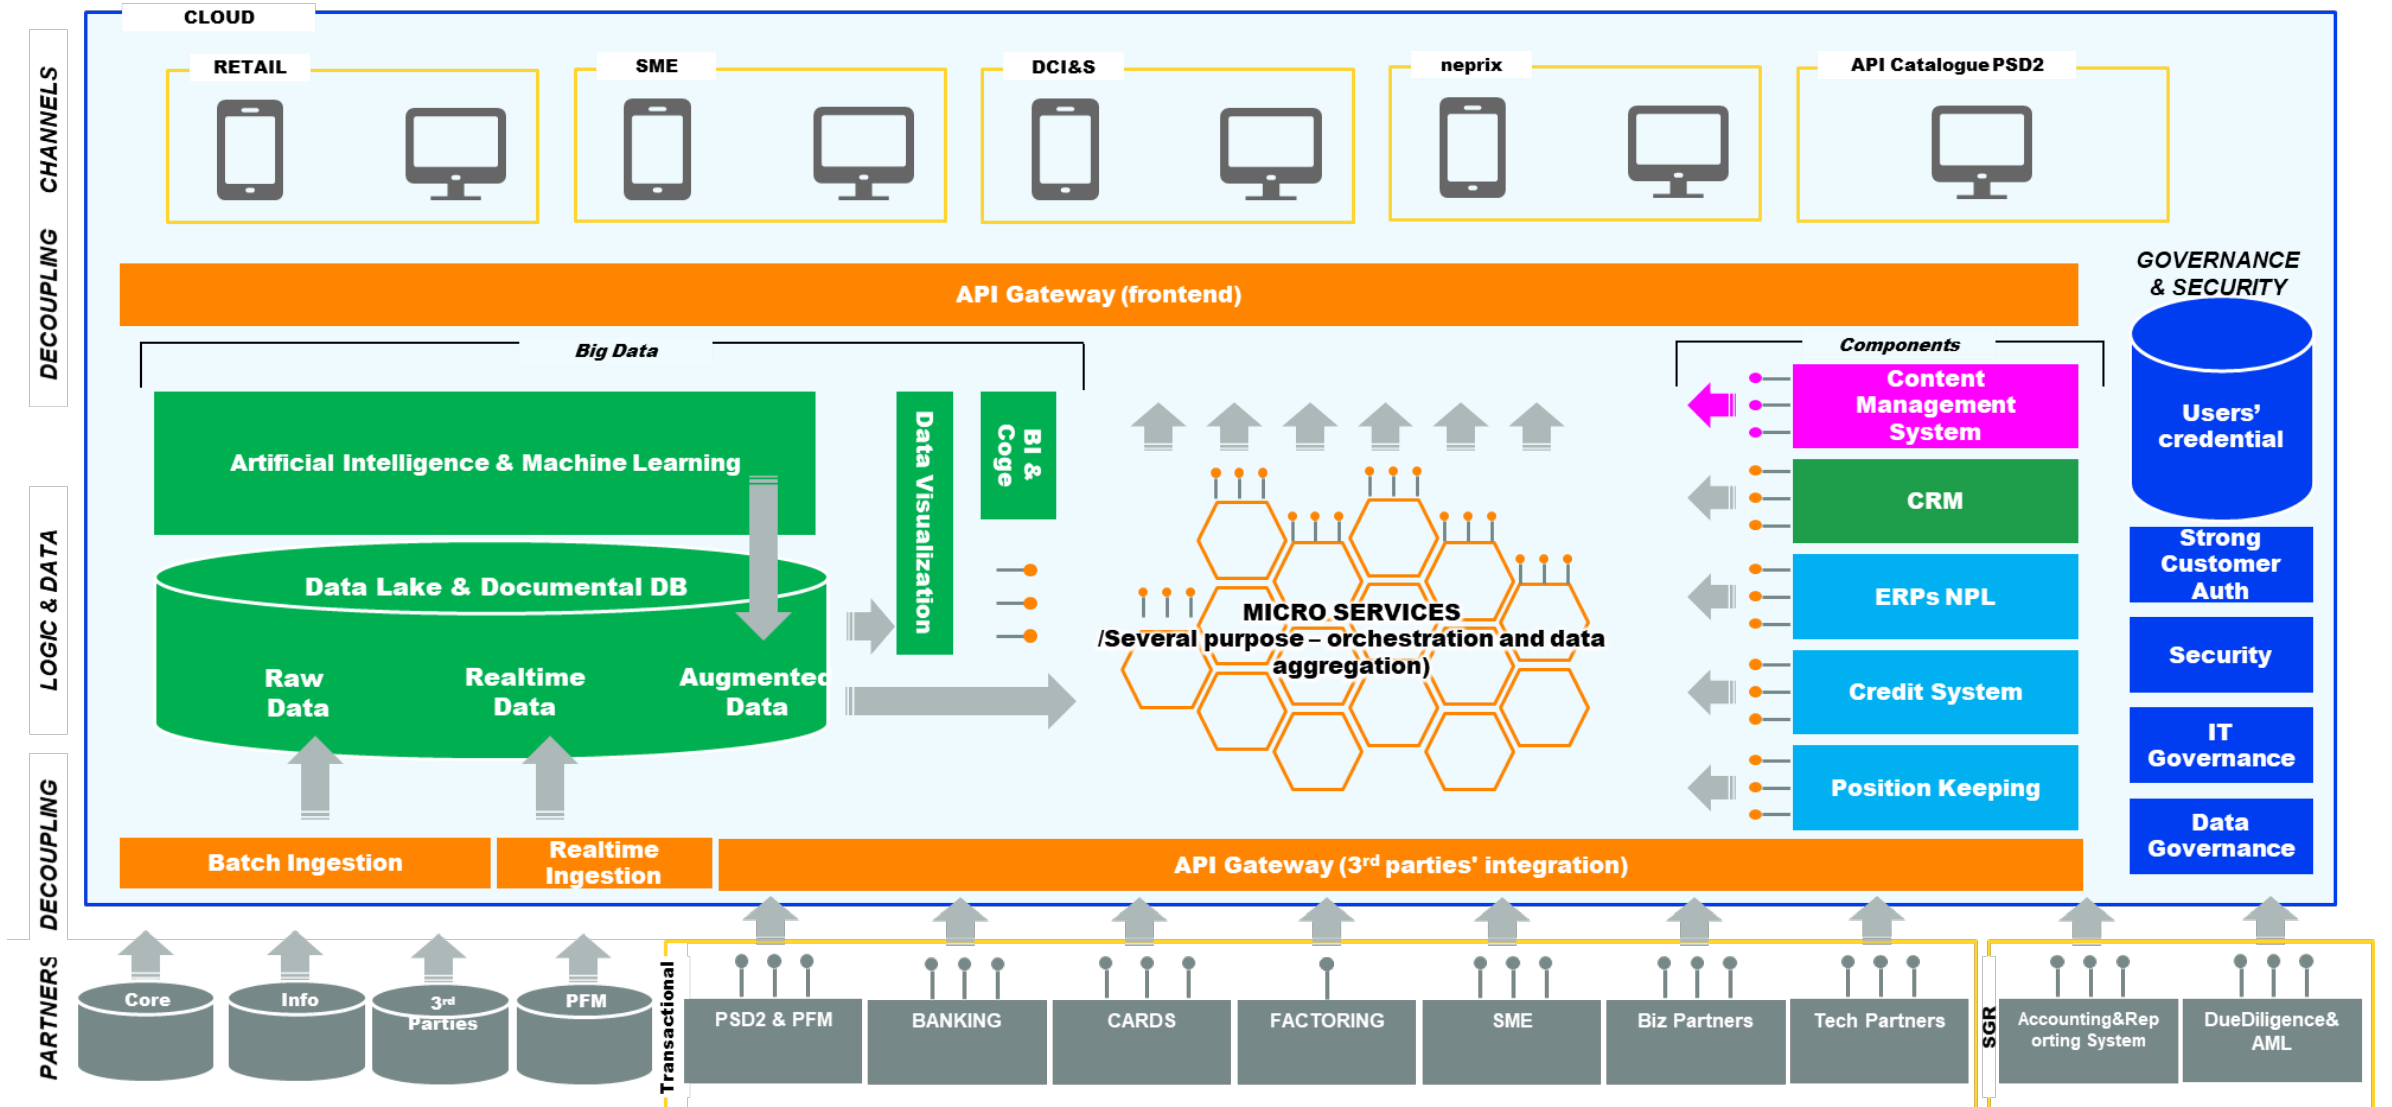 CLOUD
CHANNELS
RETAIL
SME
DCI&S
neprix
API Catalogue PSD2
DECOUPLING
API Gateway (frontend)
GOVERNANCE
& SECURITY
Big Data
Components
Artificial Intelligence & Machine Learning
Data Visualization
BI &
Coge
Content
Management
System
CRM
ERPs NPL
Credit System
Position Keeping
Users’
credential
Strong
Customer
Auth
Security
IT
Governance
Data
Governance
LOGIC & DATA
Data Lake & Documental DB
Raw
Data
Realtime
Data
Augmented
Data
MICRO SERVICES
/Several purpose – orchestration and data
aggregation)
DECOUPLING
Batch Ingestion
Realtime
Ingestion
API Gateway (3rd parties' integration)
PARTNERS
Core
Info
3rd
Parties
PFM
Transactional
PSD2 & PFM
BANKING
CARDS
FACTORING
SME
Biz Partners
Tech Partners
SGR
Accounting&Rep
orting System
DueDiligence&
AML